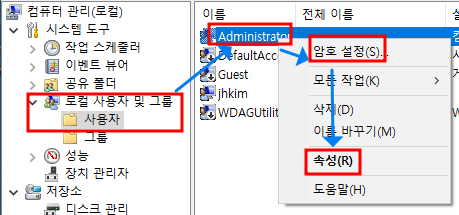 컴퓨터 관리(로컬)
시스템 도구
작업 스케줄러
이벤트 뷰어
공유 폴더
로컬 사용자 및 그룹
사용자
그룹
성능
장치 관리자
저장소
디스크 관리
이름
전체 이름
설
Administrator
DefaultAcc
Guest
jhkim
WDAGUtilit
암호 설정(S)...
모든 작업(K)
삭제(D)
이름 바꾸기(M)
속성(R)
도움말(H)